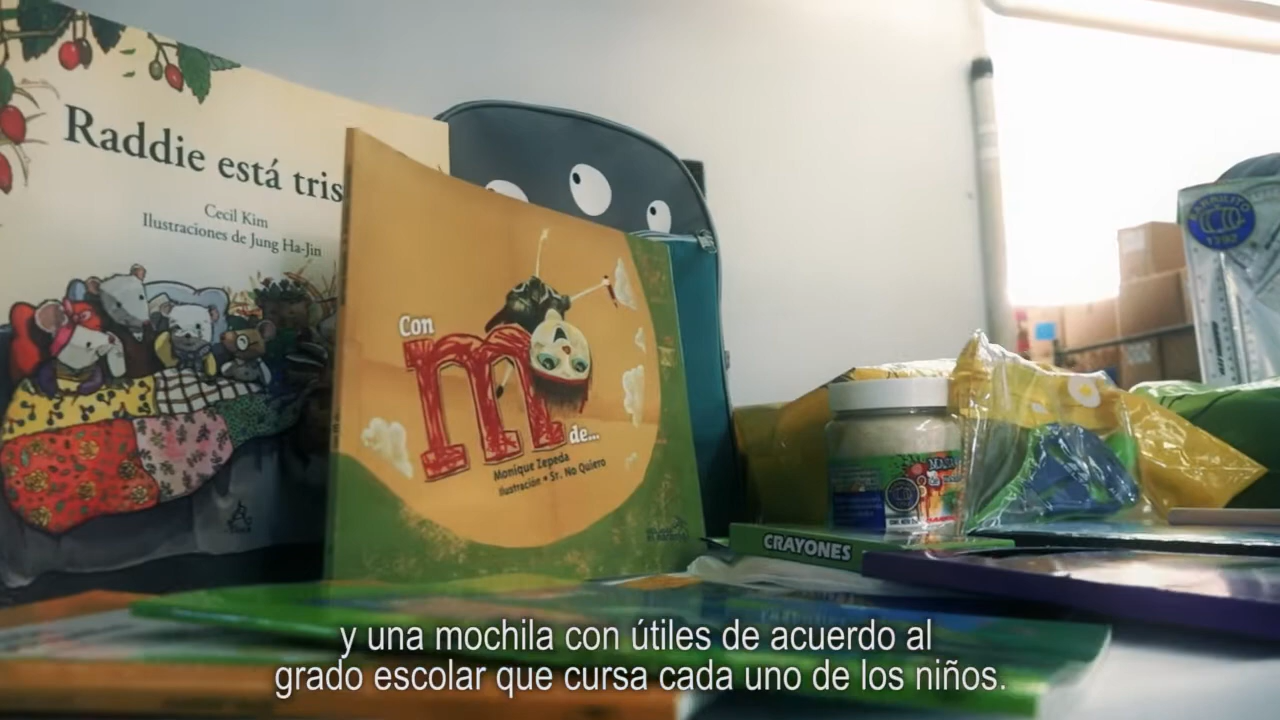 Raddie está tris
Cecil Kim
Ilustraciones de Jung Ha-Jin
Con
m
de...
Monique Zepeda
Ilustración • Sr. No Quiero
BARRILITO
CRAYONES
y una mochila con útiles de acuerdo al
grado escolar que cursa cada uno de los niños.